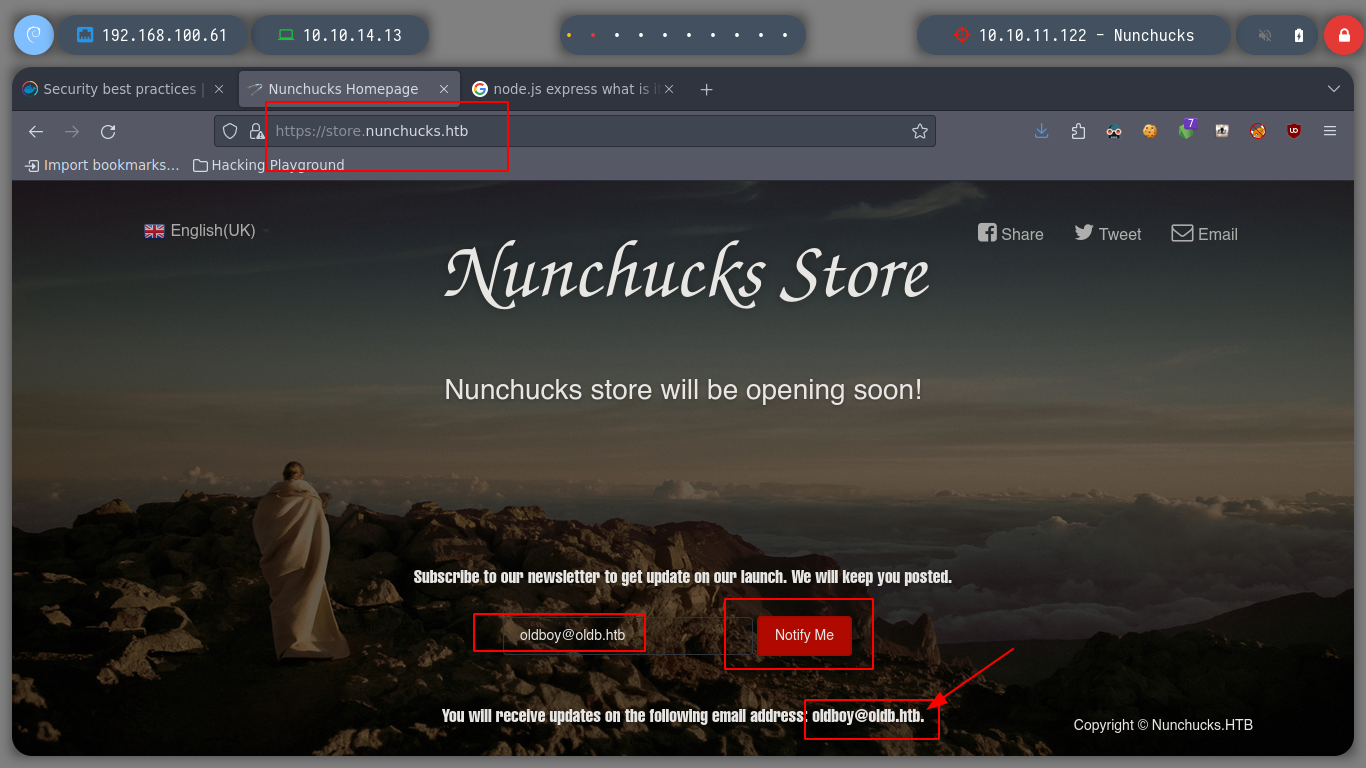 192.168.100.61
10.10.14.13
10.10.11.122 - Nunchucks
Security best practices |
Nunchucks Homepage
node.js express what is i
https://store.nunchucks.htb
7
Import bookmarks...
Hacking Playground
English(UK)
Share
Tweet
Email
Nunchucks Store
Nunchucks store will be opening soon!
Subscribe to our newsletter to get update on our launch. We will keep you posted.
oldboy@oldb.htb
Notify Me
You will receive updates on the following email address: oldboy@oldb.htb.
Copyright © Nunchucks.HTB